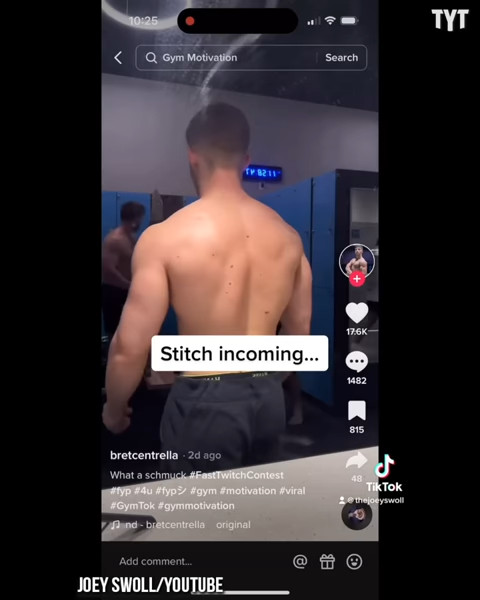 10:25
TYT
Gym Motivation
Search
17.6K
Stitch incoming...
1482
815
bretcentrella · 2d ago
What a schmuck #FastTwitchContest
#fyp #4u #fypシ #gym #motivation #viral
#GymTok #gymmotivation
48
TikTok
@thejoeyswoll
nd - bretcentrella original
Add comment...
JOEY SWOLL/YOUTUBE